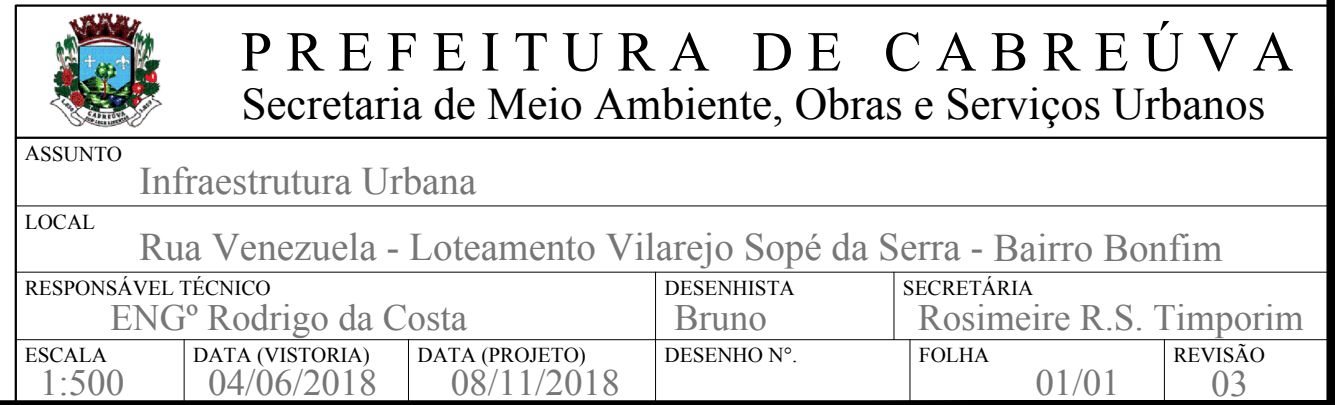 PREFEITURA DE CABREÚVA
Secretaria de Meio Ambiente, Obras e Serviços Urbanos
CABREÚVA
ASSUNTO
Infraestrutura Urbana
LOCAL
Rua Venezuela - Loteamento Vilarejo Sopé da Serra - Bairro Bonfim
RESPONSÁVEL TÉCNICO
ENGº Rodrigo da Costa
DESENHISTA
Bruno
SECRETÁRIA
Rosimeire R.S. Timporim
ESCALA
1:500
DATA (VISTORIA)
04/06/2018
DATA (PROJETO)
08/11/2018
DESENHO N°.
FOLHA
01/01
REVISÃO
03